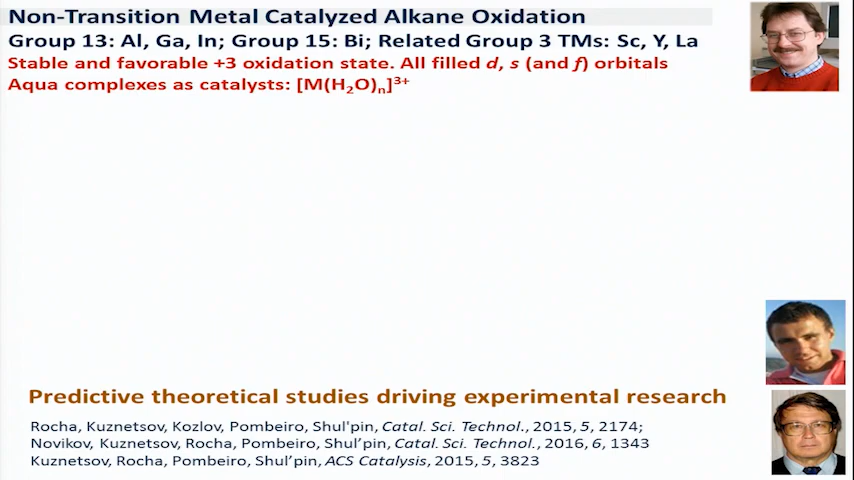 Non-Transition Metal Catalyzed Alkane Oxidation
Group 13: Al, Ga, In; Group 15: Bi; Related Group 3 TMs: Sc, Y, La
Stable and favorable +3 oxidation state. All filled d, s (and f) orbitals
Aqua complexes as catalysts: [M(H₂O)ₙ]³⁺
Predictive theoretical studies driving experimental research
Rocha, Kuznetsov, Kozlov, Pombeiro, Shul'pin, Catal. Sci. Technol., 2015, 5, 2174;
Novikov, Kuznetsov, Rocha, Pombeiro, Shul’pin, Catal. Sci. Technol., 2016, 6, 1343
Kuznetsov, Rocha, Pombeiro, Shul’pin, ACS Catalysis, 2015, 5, 3823